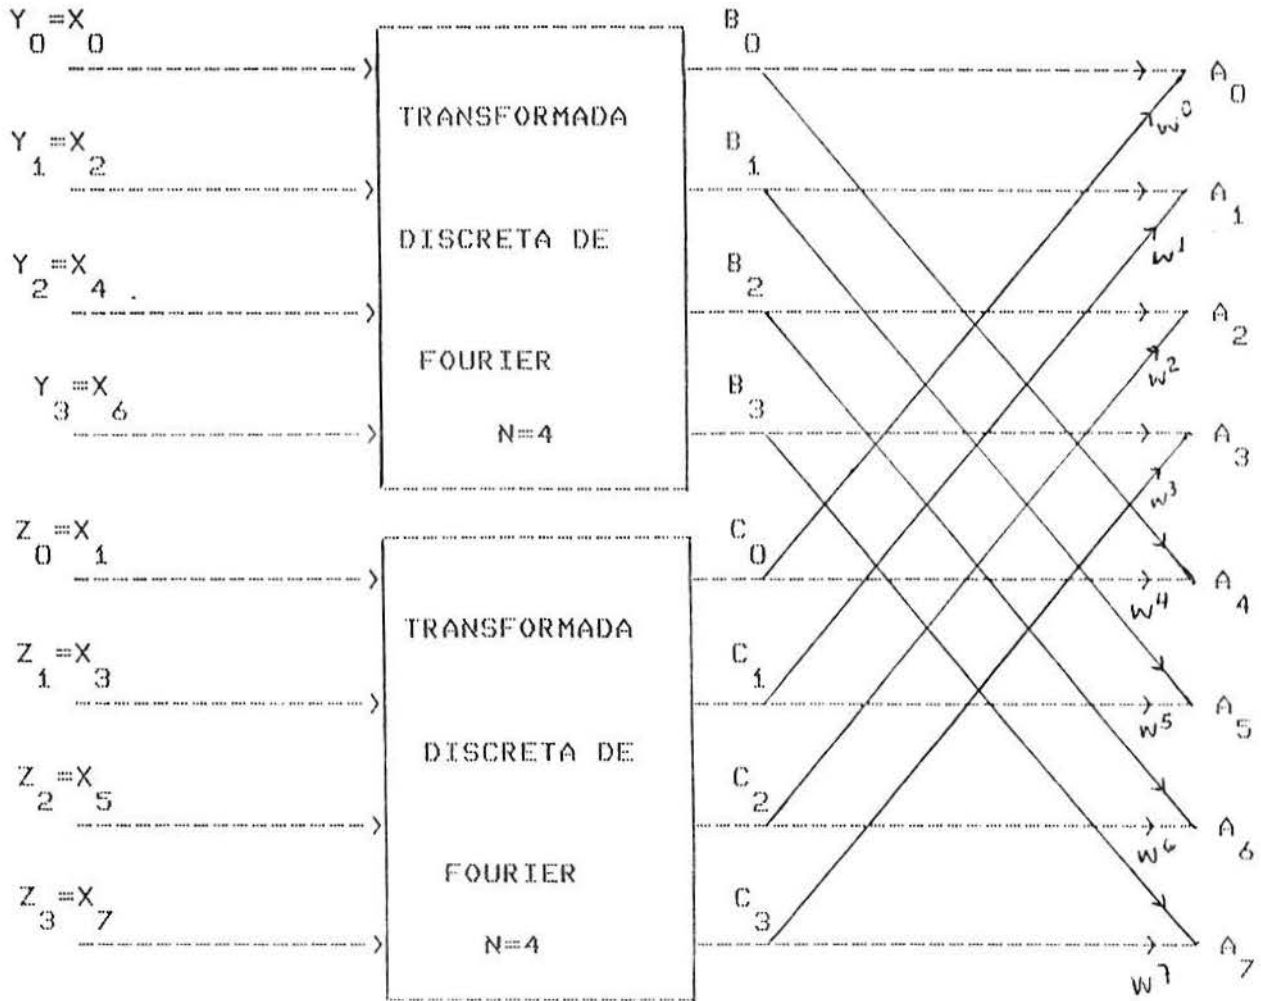 Y0=X0
Y1=X2
Y2=X4
Y3=X6
TRANSFORMADA
DISCRETA DE
FOURIER
N=4
B0
B1
B2
B3
A0
W0
A1
W1
A2
W2
A3
W3
Z0=X1
Z1=X3
Z2=X5
Z3=X7
TRANSFORMADA
DISCRETA DE
FOURIER
N=4
C0
C1
C2
C3
A4
W4
A5
W5
A6
W6
A7
W7